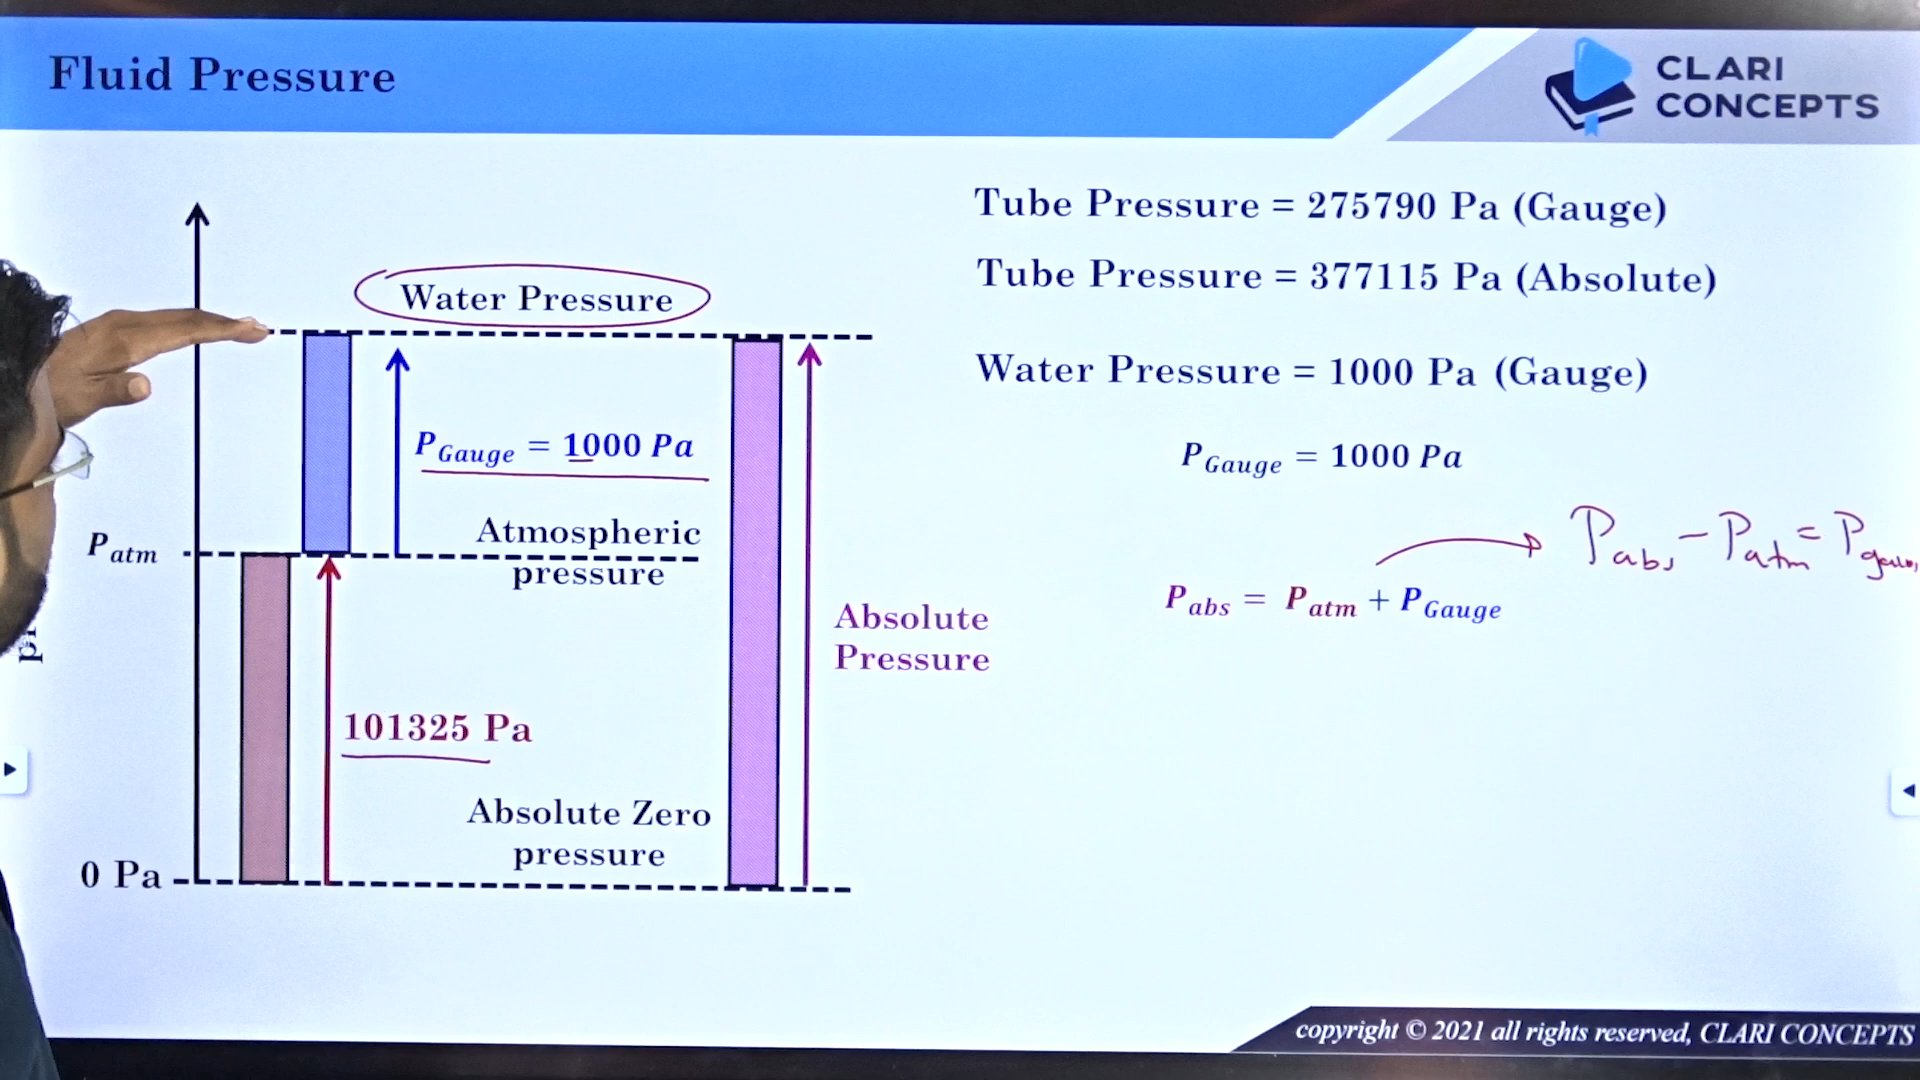 Fluid Pressure
CLARI
CONCEPTS
Tube Pressure = 275790 Pa (Gauge)
Tube Pressure = 377115 Pa (Absolute)
Water Pressure
Water Pressure = 1000 Pa (Gauge)
P_Gauge = 1000 Pa
P_Gauge = 1000 Pa
P_atm
Atmospheric
pressure
P_abs - P_atm =
P_abs = P_atm + P_Gauge
Absolute
Pressure
101325 Pa
Absolute Zero
pressure
0 Pa
copyright © 2021 all rights reserved, CLARI CONCEPTS